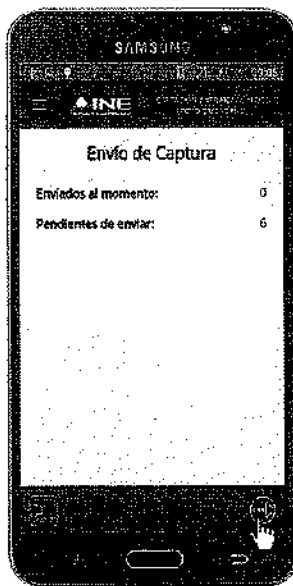 SAMSUNG
INE
Envío de Captura
Enviados al momento: 0
Pendientes de enviar: 6